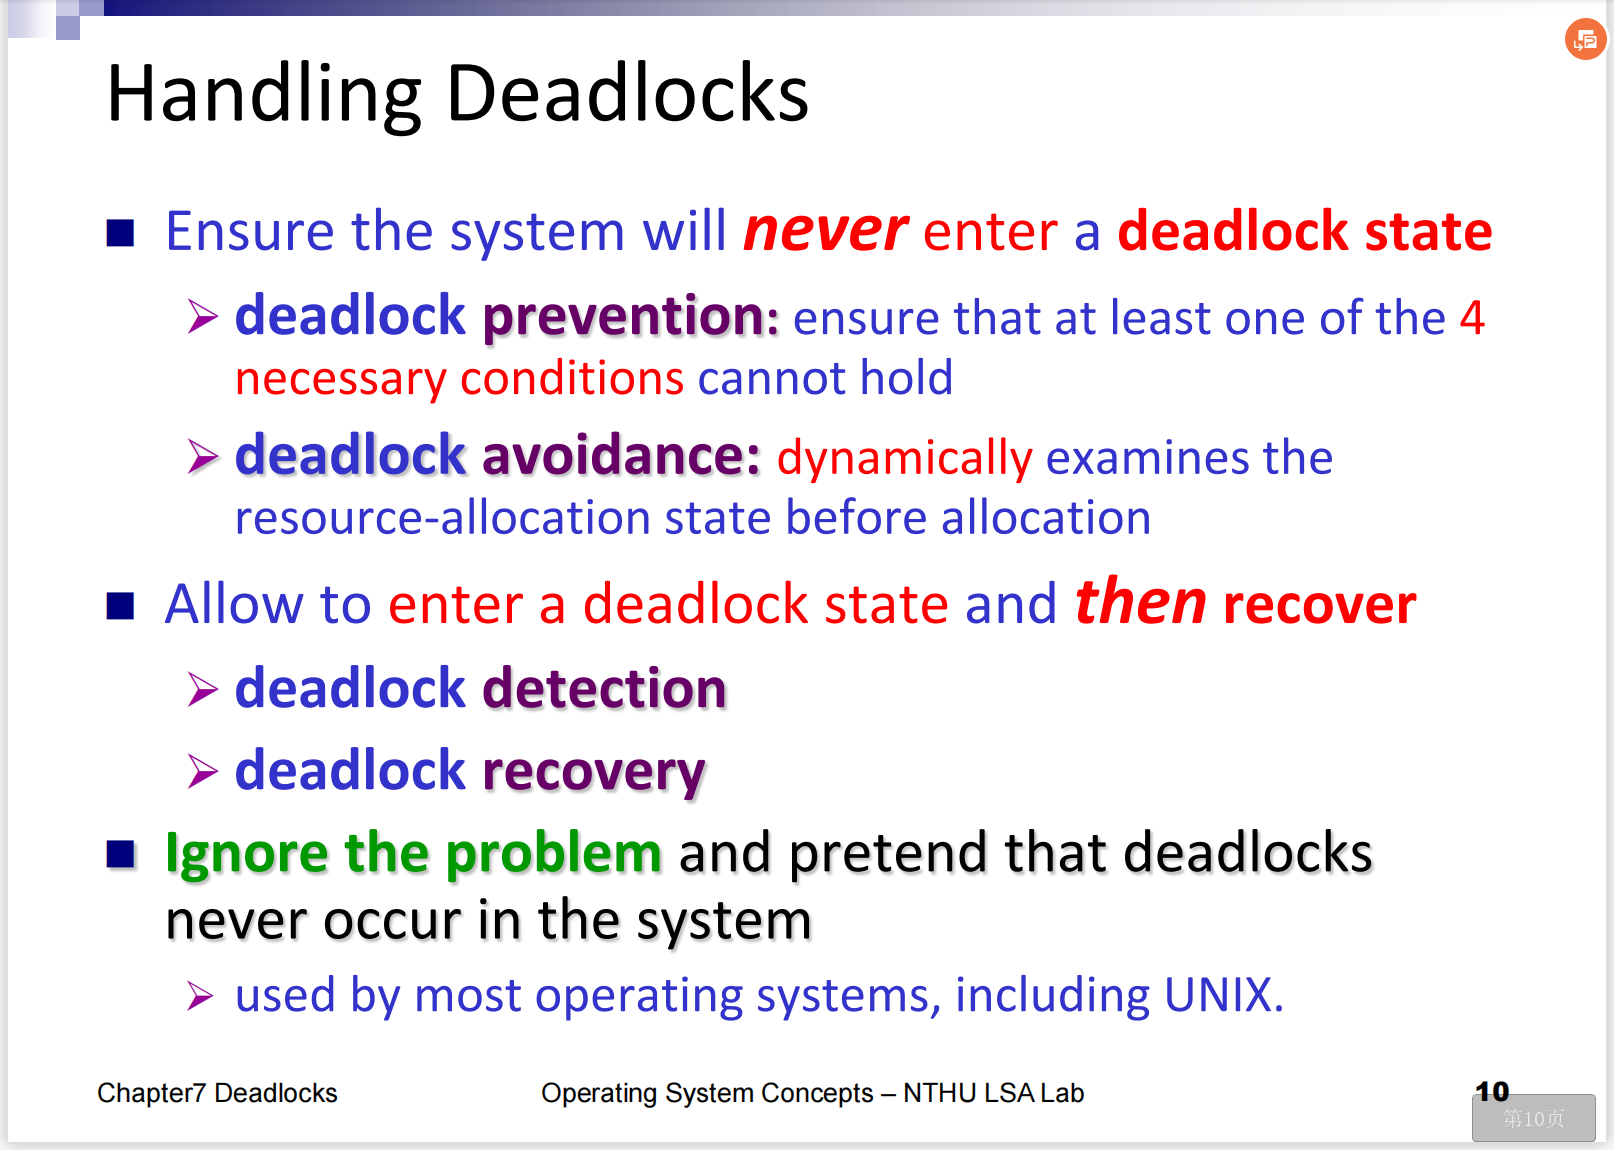 Handling Deadlocks
Ensure the system will never enter a deadlock state
deadlock prevention: ensure that at least one of the 4
necessary conditions cannot hold
deadlock avoidance: dynamically examines the
resource-allocation state before allocation
Allow to enter a deadlock state and then recover
deadlock detection
deadlock recovery
Ignore the problem and pretend that deadlocks
never occur in the system
used by most operating systems, including UNIX.
Chapter7 Deadlocks
Operating System Concepts – NTHU LSA Lab
10
第10页